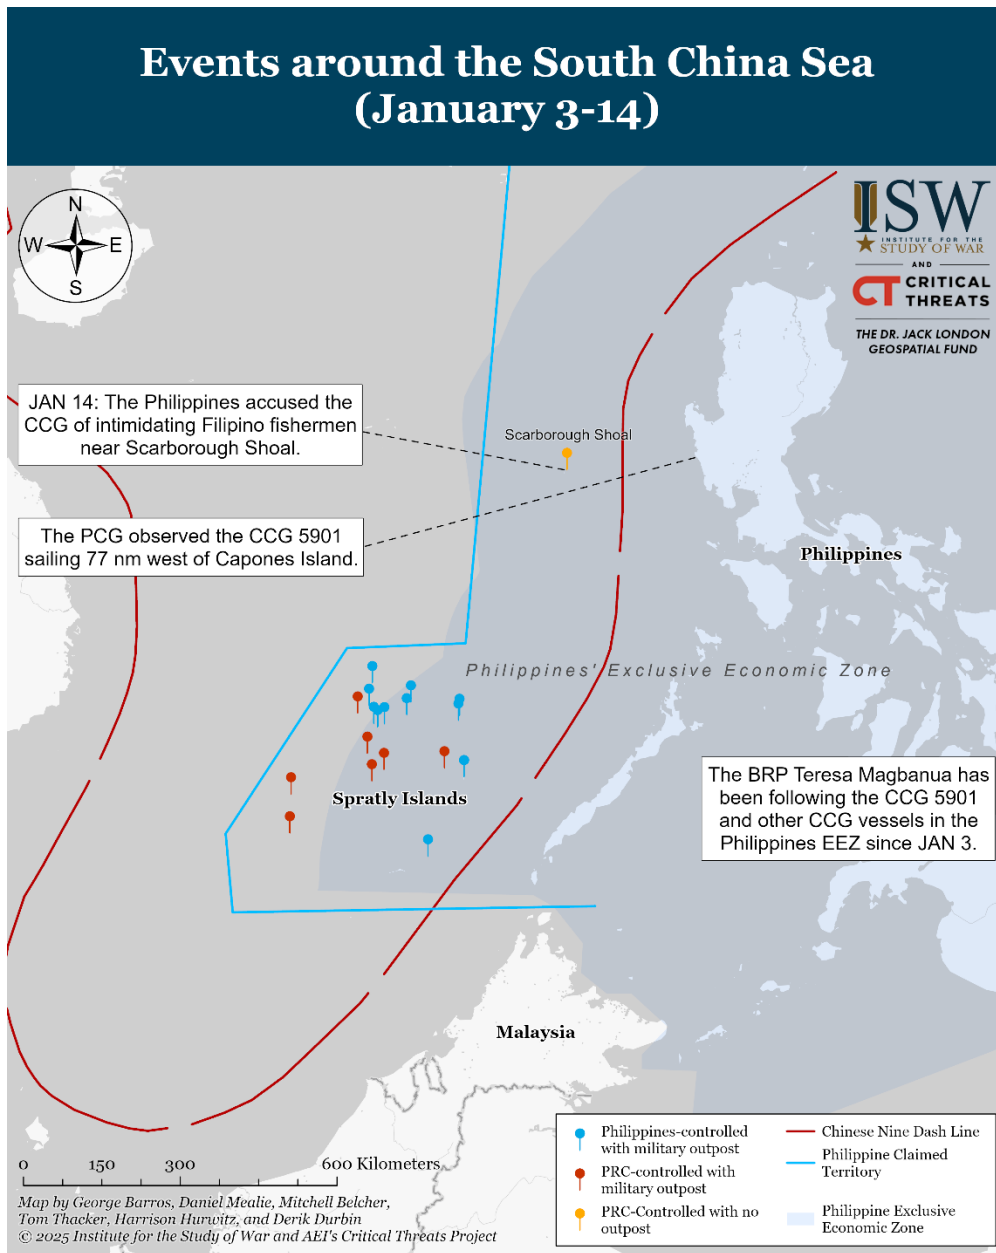 Events around the South China Sea
(January 3-14)
N
W
E
S
ISW
INSTITUTE FOR THE
STUDY OF WAR
AND
CT CRITICAL
THREATS
THE DR. JACK LONDON
GEOSPATIAL FUND
JAN 14: The Philippines accused the
CCG of intimidating Filipino fishermen
near Scarborough Shoal.
Scarborough Shoal
The PCG observed the CCG 5901
sailing 77 nm west of Capones Island.
Philippines
Philippines' Exclusive Economic Zone
Spratly Islands
The BRP Teresa Magbanua has
been following the CCG 5901
and other CCG vessels in the
Philippines EEZ since JAN 3.
Malaysia
0 150 300 600 Kilometers
Map by George Barros, Daniel Mealie, Mitchell Belcher,
Tom Thacker, Harrison Hurwitz, and Derik Durbin
© 2025 Institute for the Study of War and AEI's Critical Threats Project
Philippines-controlled
with military outpost
PRC-controlled with
military outpost
PRC-Controlled with no
outpost
Chinese Nine Dash Line
Philippine Claimed
Territory
Philippine Exclusive
Economic Zone